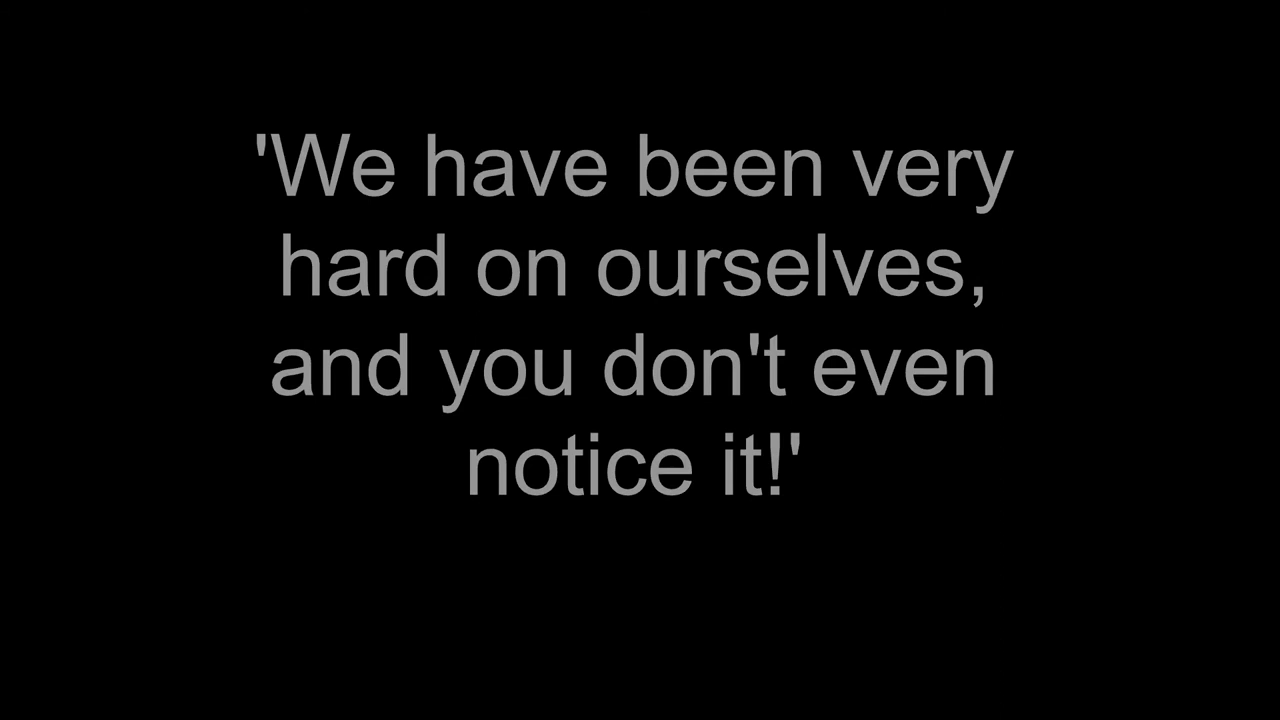 'We have been very
hard on ourselves,
and you don't even
notice it!'